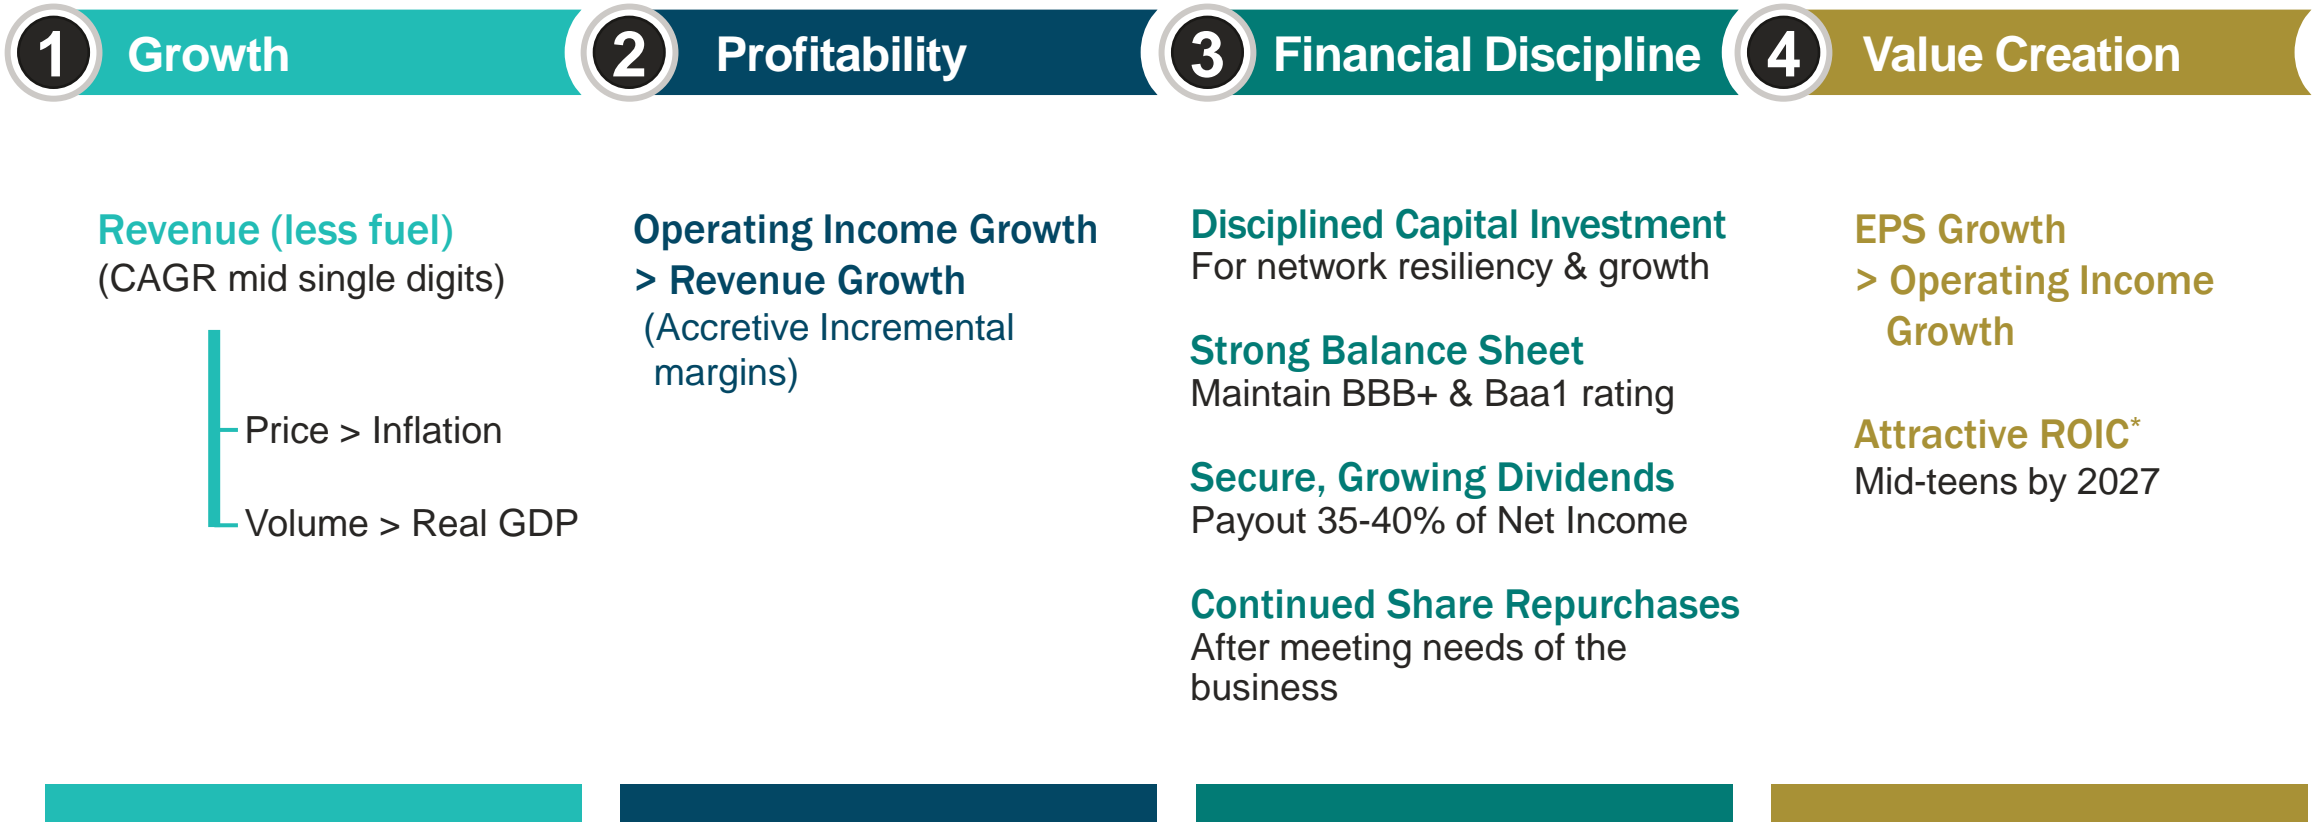 1 Growth
2 Profitability
3 Financial Discipline
4 Value Creation
Revenue (less fuel)
(CAGR mid single digits)
Price > Inflation
Volume > Real GDP
Operating Income Growth
> Revenue Growth
(Accretive Incremental
margins)
Disciplined Capital Investment
For network resiliency & growth
Strong Balance Sheet
Maintain BBB+ & Baa1 rating
Secure, Growing Dividends
Payout 35-40% of Net Income
Continued Share Repurchases
After meeting needs of the
business
EPS Growth
> Operating Income
Growth
Attractive ROIC*
Mid-teens by 2027